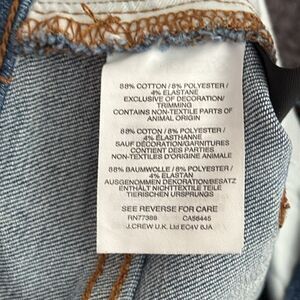 88% COTTON / 8% POLYESTER /
4% ELASTANE
EXCLUSIVE OF DECORATION/
TRIMMING
CONTAINS NON-TEXTILE PARTS OF
ANIMAL ORIGIN
88% COTON / 8% POLYESTER /
4% ÉLASTHANNE
SAUF DÉCORATION/GARNITURES
CONTIENT DES PARTIES
NON-TEXTILES D'ORIGINE ANIMALE
88% BAUMWOLLE / 8% POLYESTER /
4% ELASTAN
AUSGENOMMEN DEKORATION/BESATZ
ENTHÄLT NICHTTEXTILE TEILE
TIERISCHEN URSPRUNGS
SEE REVERSE FOR CARE
RN77388 CA56445
J.CREW U.K. Ltd EC4V 6JA